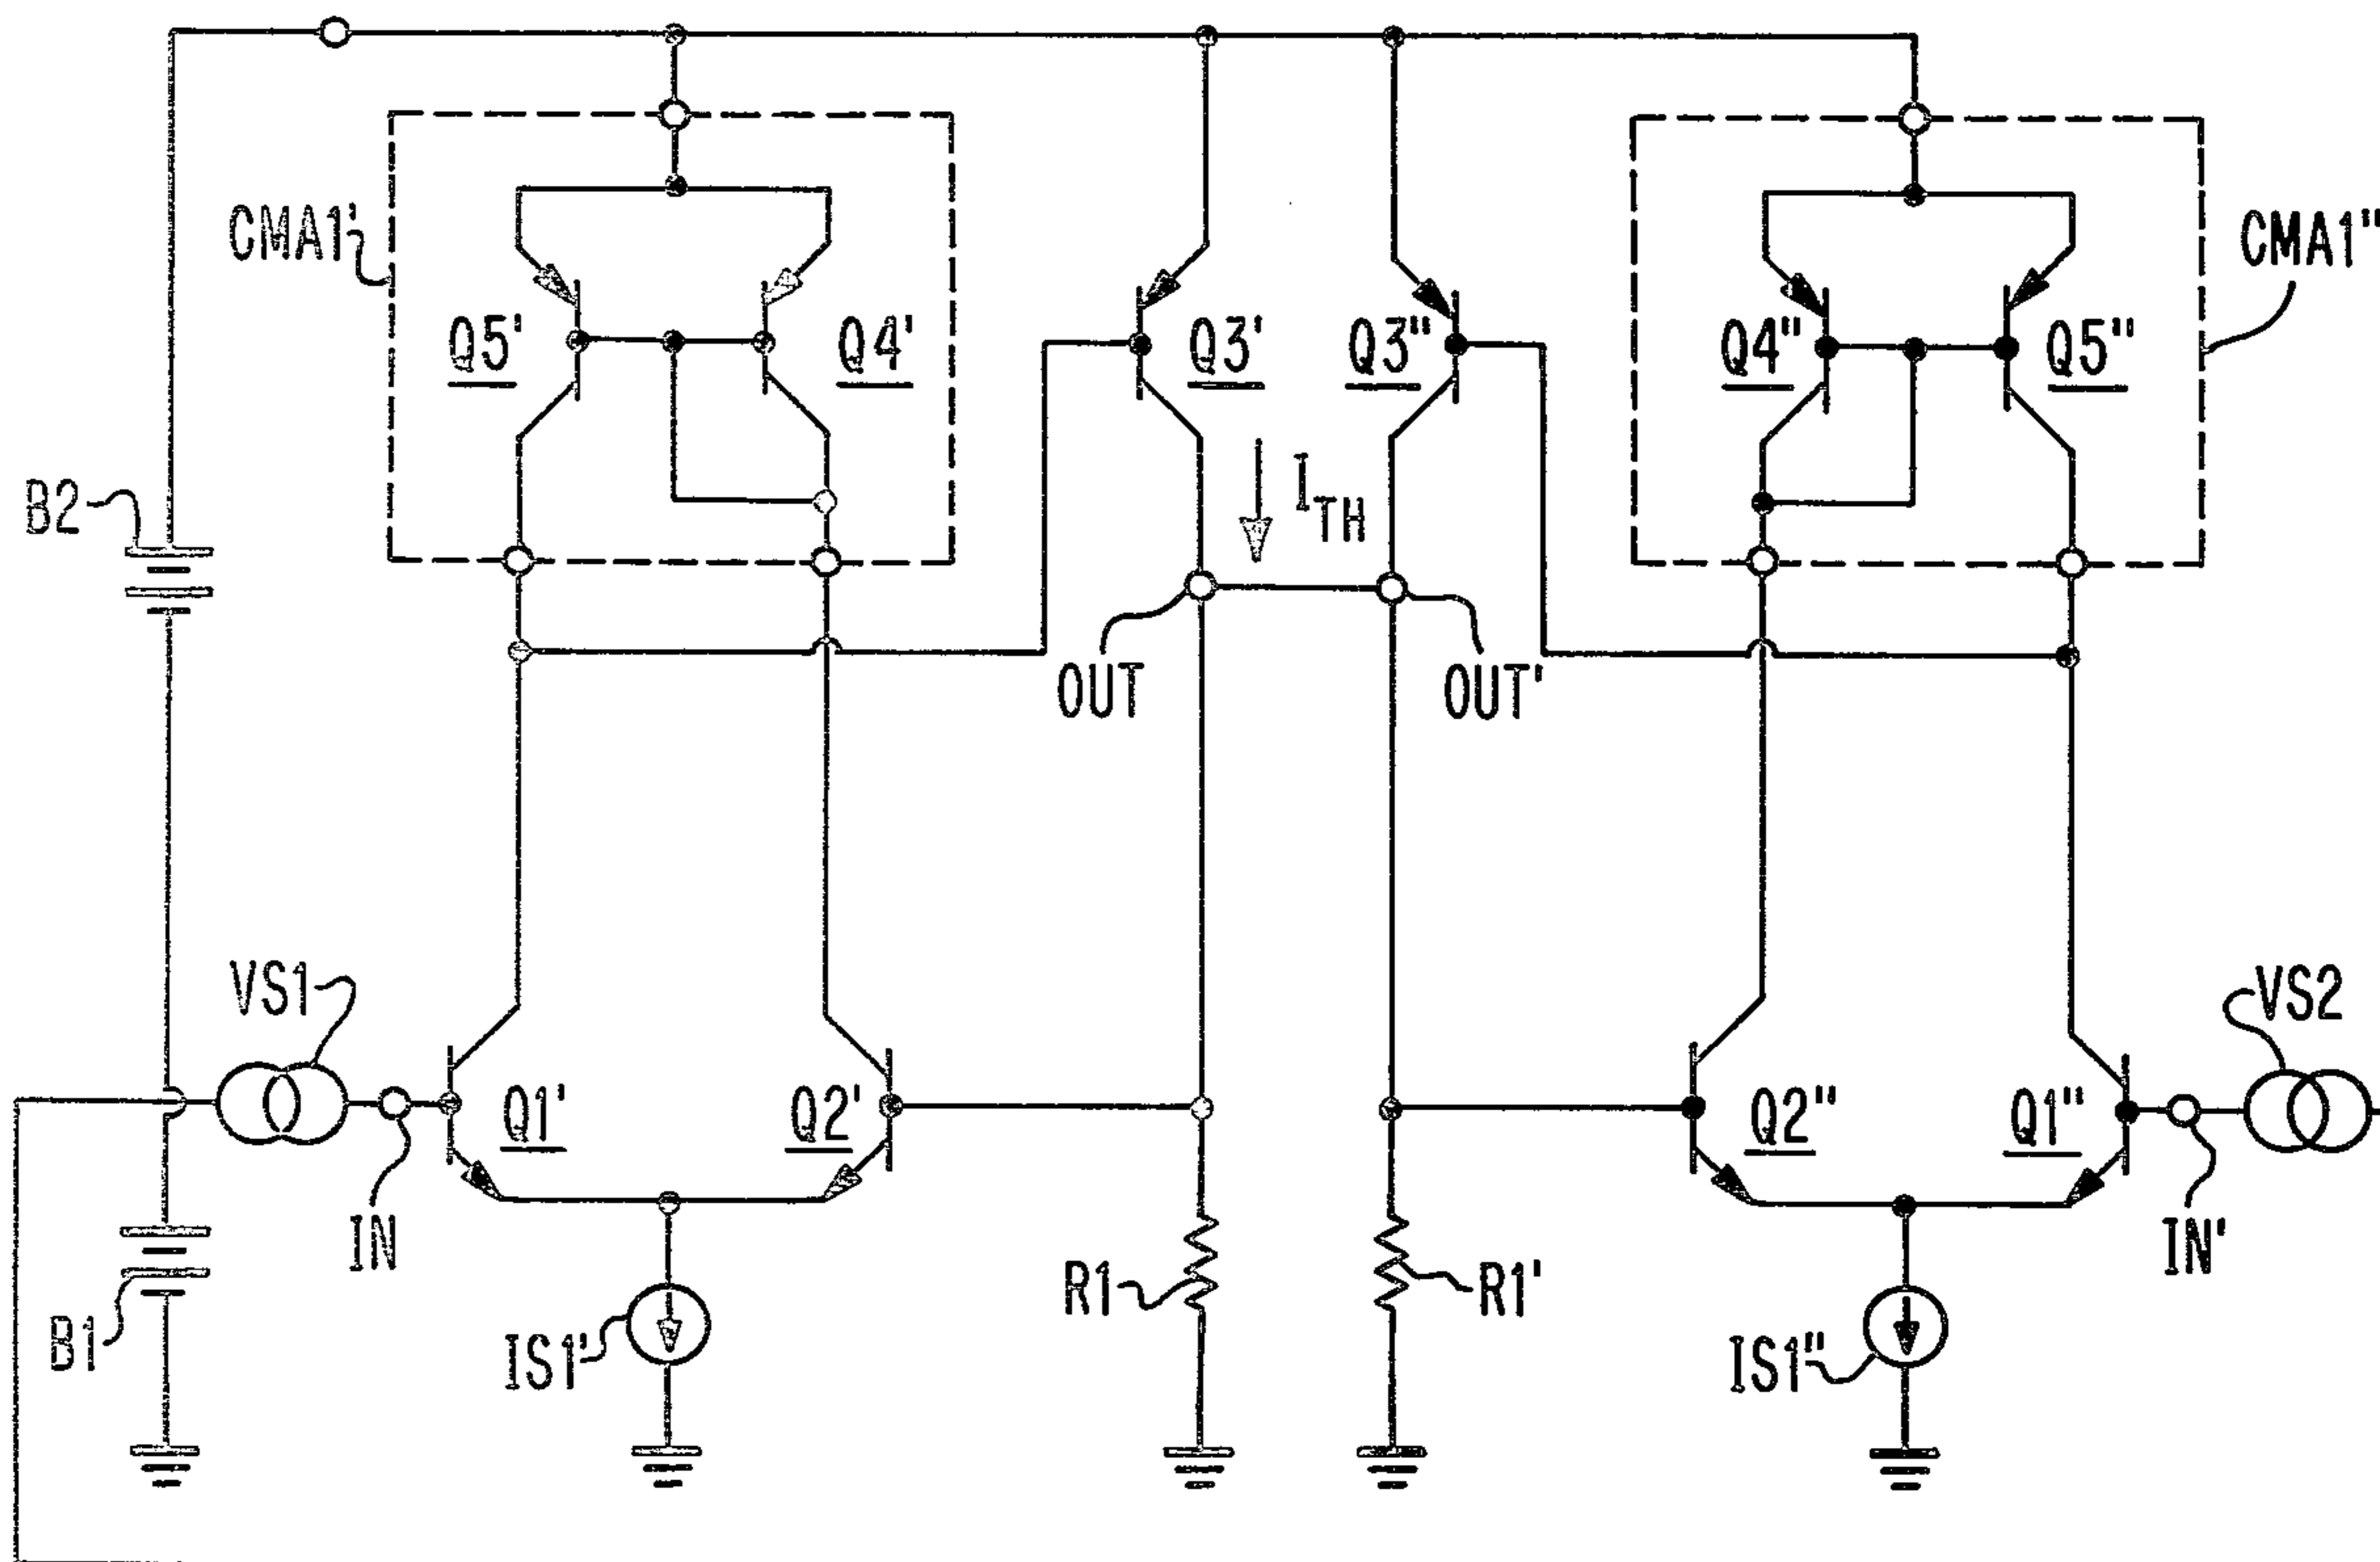 CMA1'
Q5'
Q4'
Q3'
Q3"
Q4"
Q5"
CMA1"
B2
ITH
OUT
OUT'
VS1
VS2
Q1'
Q2'
Q2"
Q1"
IN
IN'
R1
R1'
B1
IS1'
IS1"